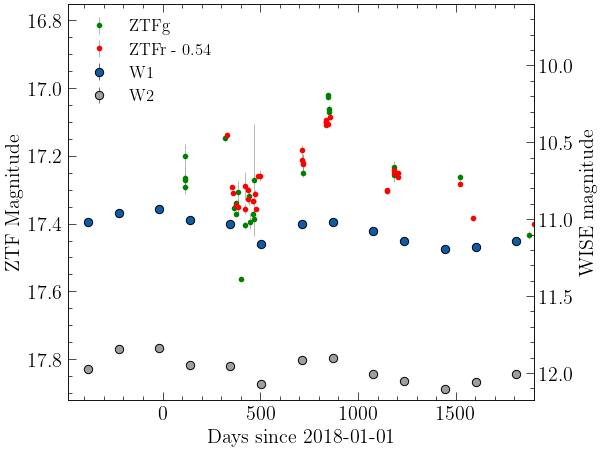 ZTFg
ZTFr - 0.54
W1
W2
16.8
17.0
17.2
17.4
17.6
17.8
ZTF Magnitude
10.0
10.5
11.0
11.5
12.0
WISE magnitude
0
500
1000
1500
Days since 2018-01-01